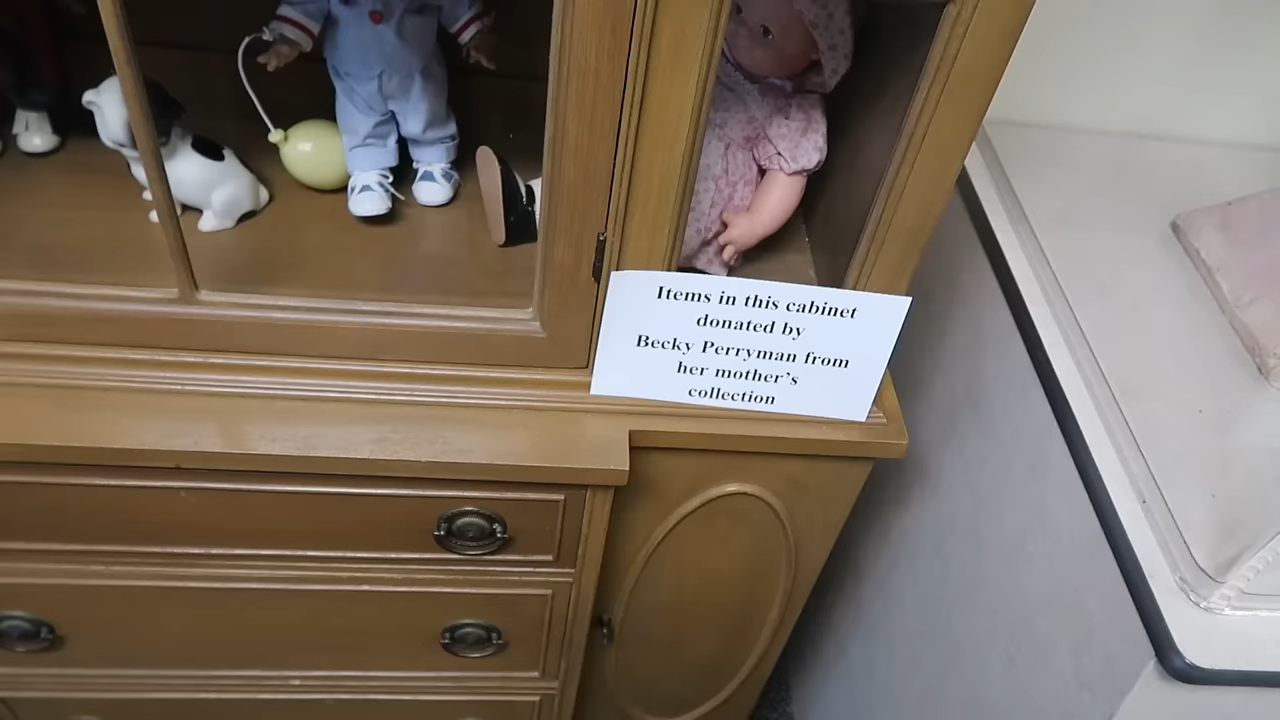 Items in this cabinet
donated by
Becky Perryman from
her mother's
collection